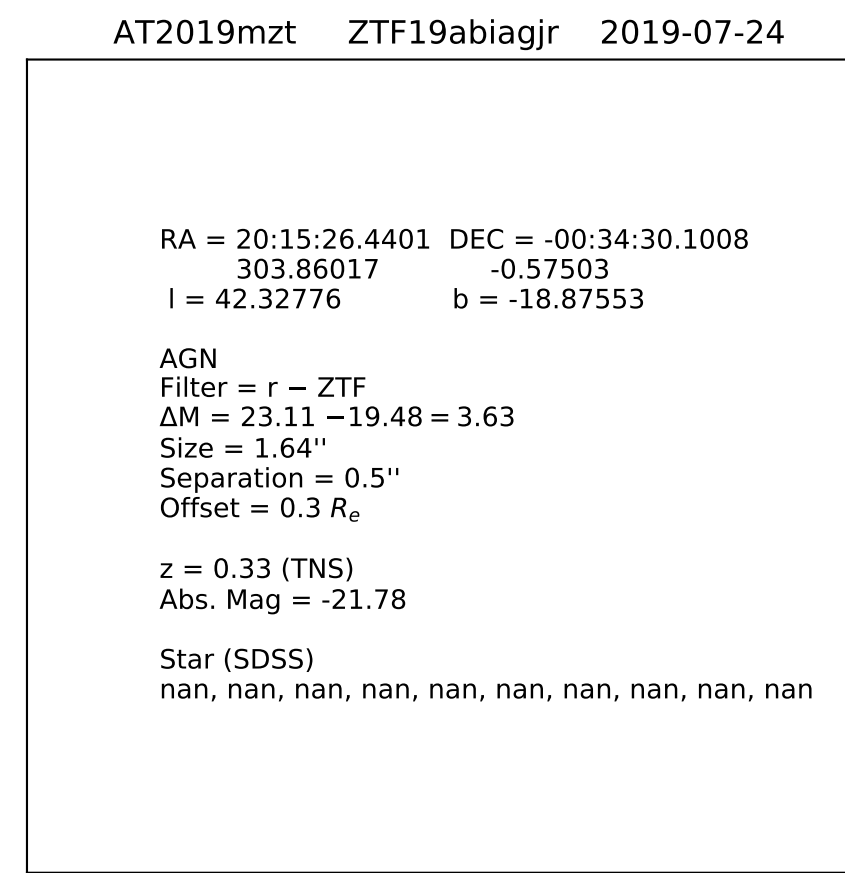 AT2019mzt ZTF19abiagjr 2019-07-24
RA = 20:15:26.4401 DEC = -00:34:30.1008
303.86017 -0.57503
l = 42.32776 b = -18.87553
AGN
Filter = r − ZTF
ΔM = 23.11 −19.48 = 3.63
Size = 1.64''
Separation = 0.5''
Offset = 0.3 Re
z = 0.33 (TNS)
Abs. Mag = -21.78
Star (SDSS)
nan, nan, nan, nan, nan, nan, nan, nan, nan, nan